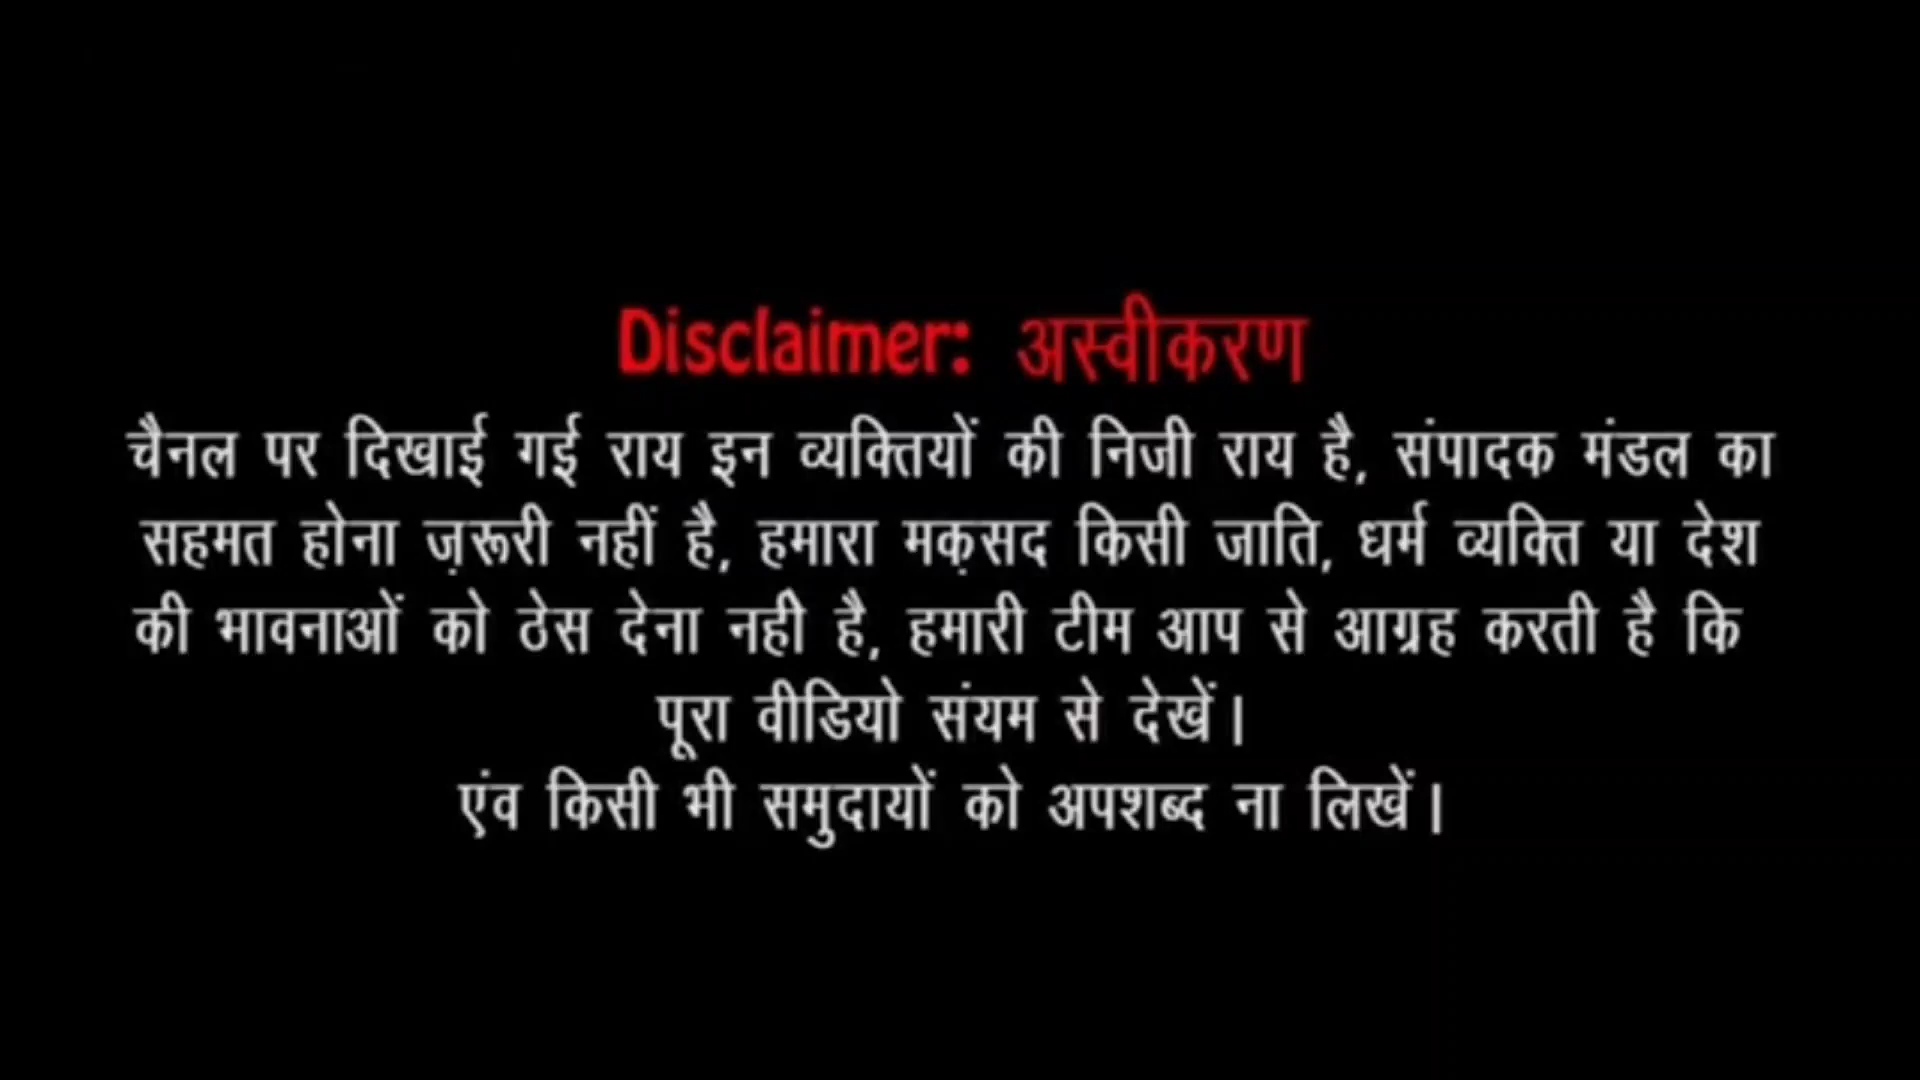 Disclaimer: अस्वीकरण
चैनल पर दिखाई गई राय इन व्यक्तियों की निजी राय है, संपादक मंडल का
सहमत होना ज़रूरी नहीं है, हमारा मक़सद किसी जाति, धर्म व्यक्ति या देश
की भावनाओं को ठेस देना नही है, हमारी टीम आप से आग्रह करती है कि
पूरा वीडियो संयम से देखें।
एंव किसी भी समुदायों को अपशब्द ना लिखें।